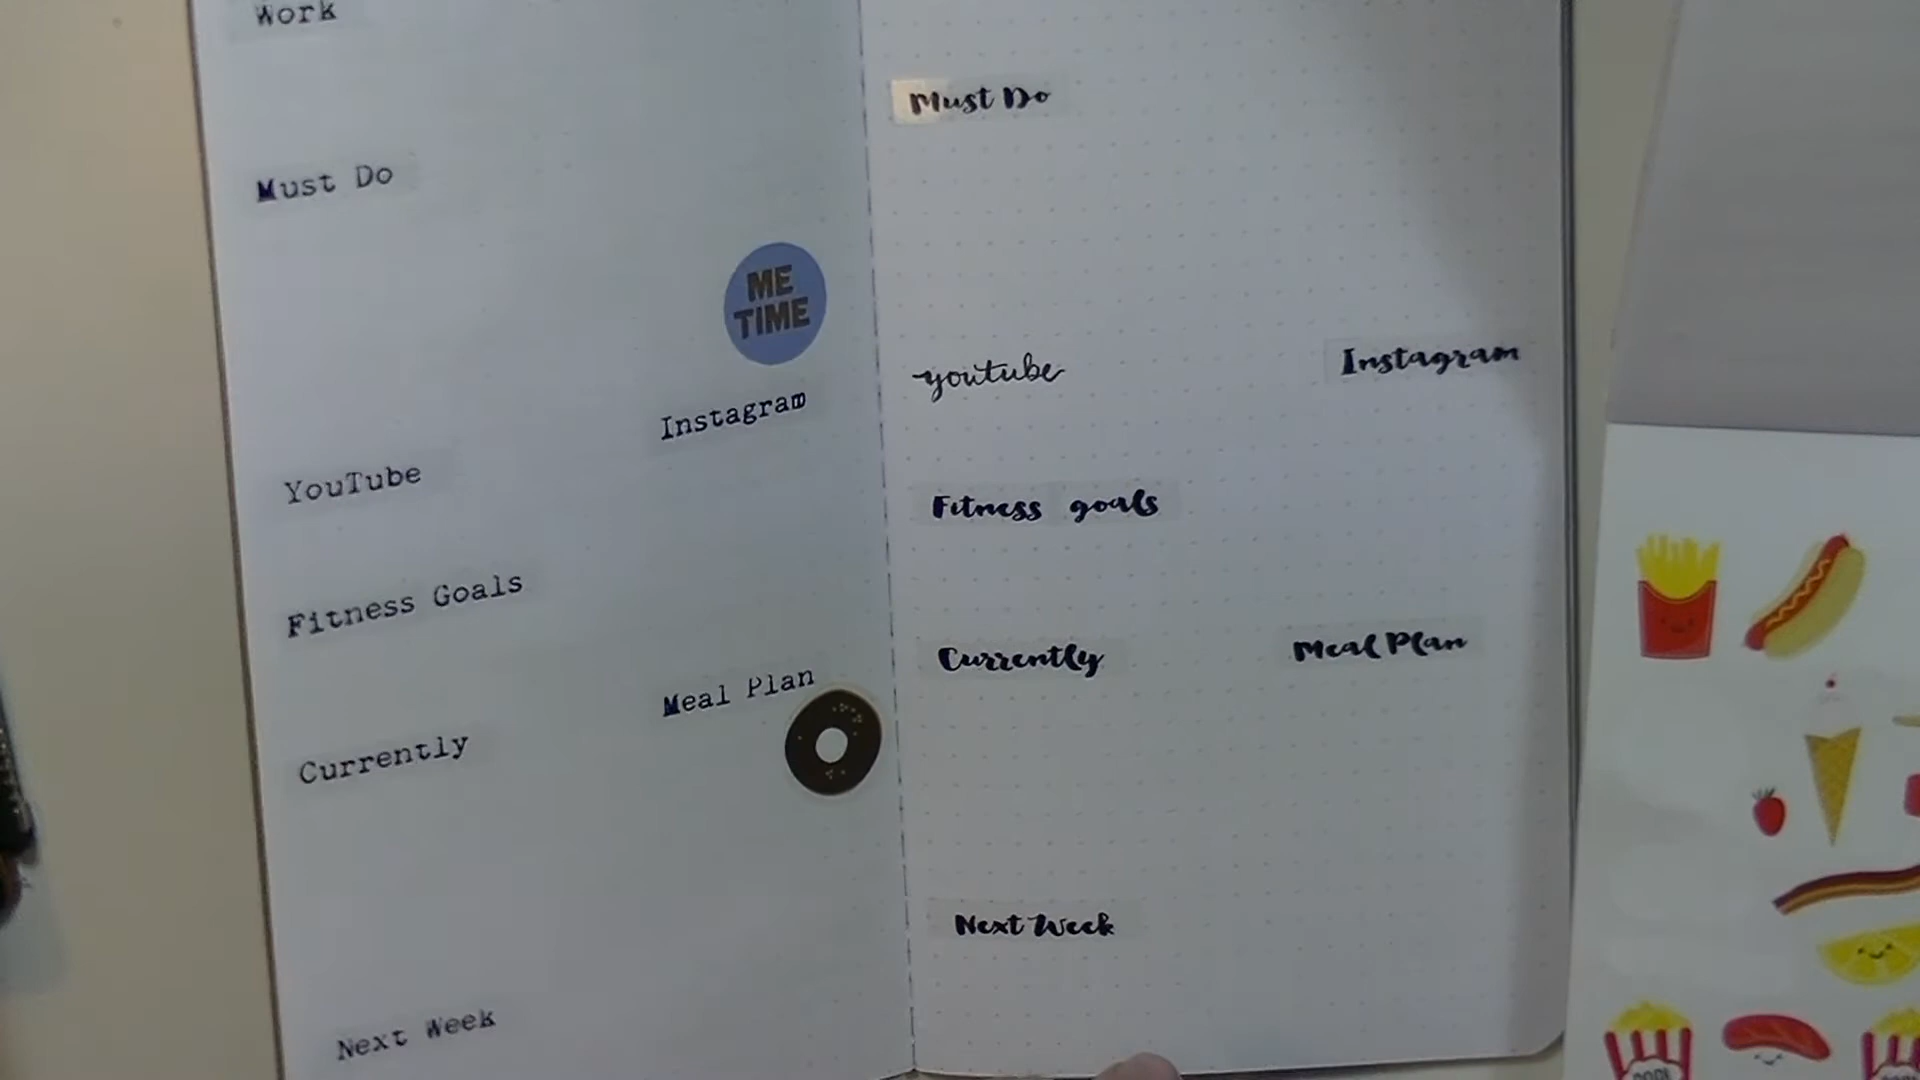 Work
Must Do
ME
TIME
Instagram
YouTube
Fitness Goals
Meal Plan
Currently
Next Week
Must Do
youtube
Instagram
Fitness goals
Currently
Meal Plan
Next Week